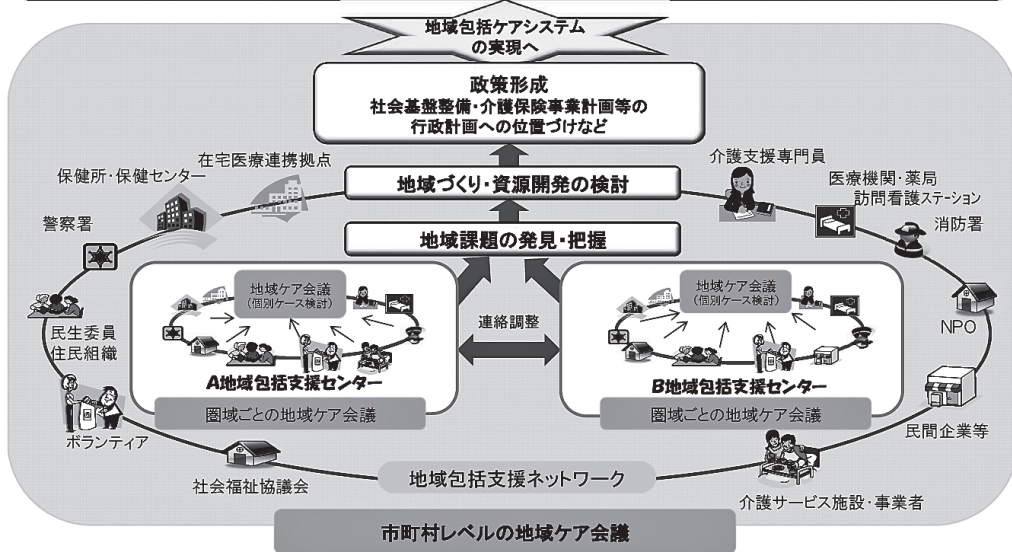 地域包括ケアシステム
の実現へ
政策形成
社会基盤整備・介護保険事業計画等の
行政計画への位置づけなど
地域づくり・資源開発の検討
地域課題の発見・把握
在宅医療連携拠点
保健所・保健センター
警察署
民生委員
住民組織
ボランティア
社会福祉協議会
介護支援専門員
医療機関・薬局
訪問看護ステーション
消防署
NPO
民間企業等
介護サービス施設・事業者
地域ケア会議
(個別ケース検討)
A地域包括支援センター
圏域ごとの地域ケア会議
連絡調整
地域ケア会議
(個別ケース検討)
B地域包括支援センター
圏域ごとの地域ケア会議
地域包括支援ネットワーク
市町村レベルの地域ケア会議